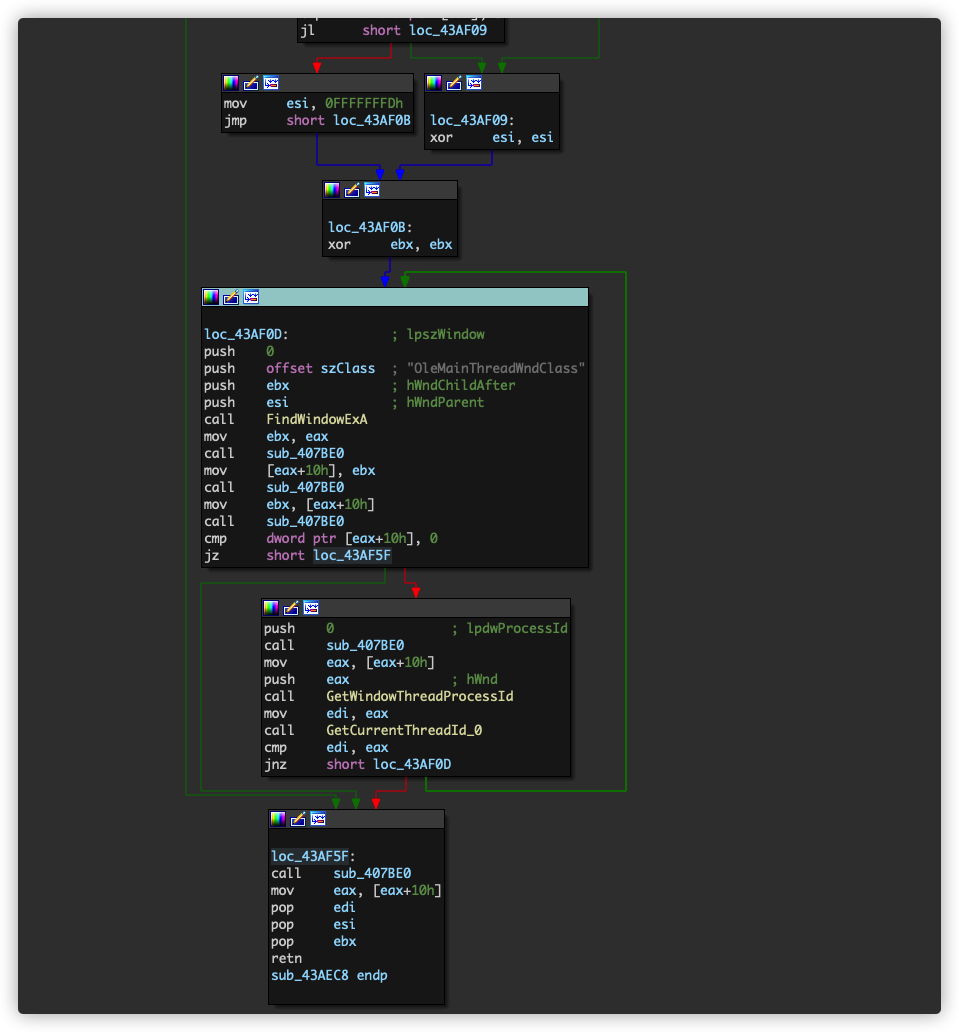 jl short loc_43AF09
mov esi, 0FFFFFFFDh
jmp short loc_43AF0B
loc_43AF09:
xor esi, esi
loc_43AF0B:
xor ebx, ebx
loc_43AF0D: ; lpszWindow
push 0
push offset szClass ; "OleMainThreadWndClass"
push ebx ; hWndChildAfter
push esi ; hWndParent
call FindWindowExA
mov ebx, eax
call sub_407BE0
mov [eax+10h], ebx
call sub_407BE0
mov ebx, [eax+10h]
call sub_407BE0
cmp dword ptr [eax+10h], 0
jz short loc_43AF5F
push 0 ; lpdwProcessId
call sub_407BE0
mov eax, [eax+10h]
push eax ; hWnd
call GetWindowThreadProcessId
mov edi, eax
call GetCurrentThreadId_0
cmp edi, eax
jnz short loc_43AF0D
loc_43AF5F:
call sub_407BE0
mov eax, [eax+10h]
pop edi
pop esi
pop ebx
retn
sub_43AEC8 endp